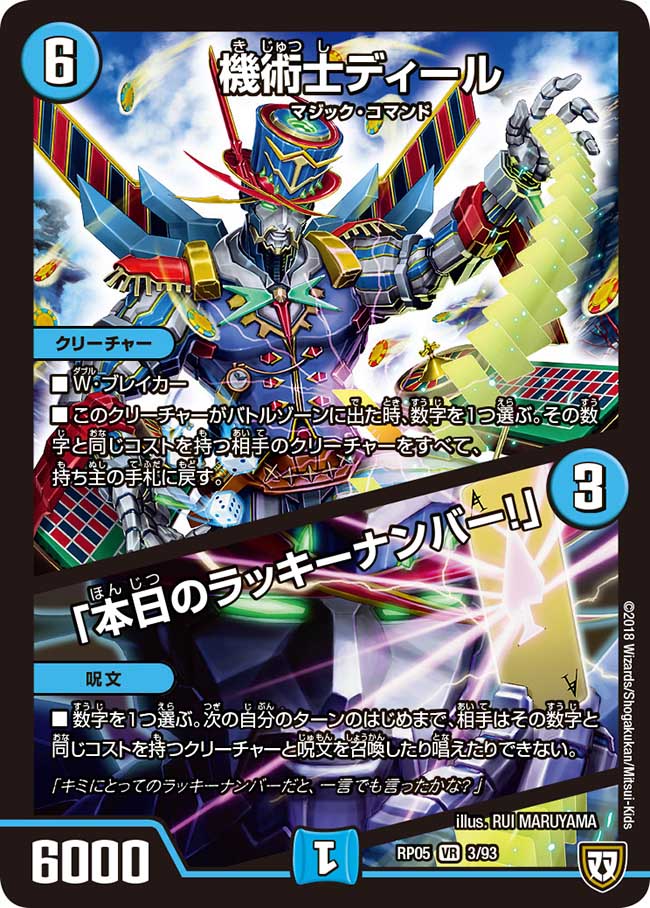 6
機術士ディール
マジック・コマンド
クリーチャー
■W・ブレイカー
■このクリーチャーがバトルゾーンに出た時、数字を1つ選ぶ。その数
字と同じコストを持つ相手のクリーチャーをすべて、
持ち主の手札に戻す。
3
「本日のラッキーナンバー!」
呪文
■数字を1つ選ぶ。次の自分のターンのはじめまで、相手はその数字と
同じコストを持つクリーチャーと呪文を召喚したり唱えたりできない。
「キミにとってのラッキーナンバーだと、一言でも言ったかな?」
illus. RUI MARUYAMA
©2018 Wizards/Shogakukan/Mitsui-Kids
6000
1
RP05 VR 3/93